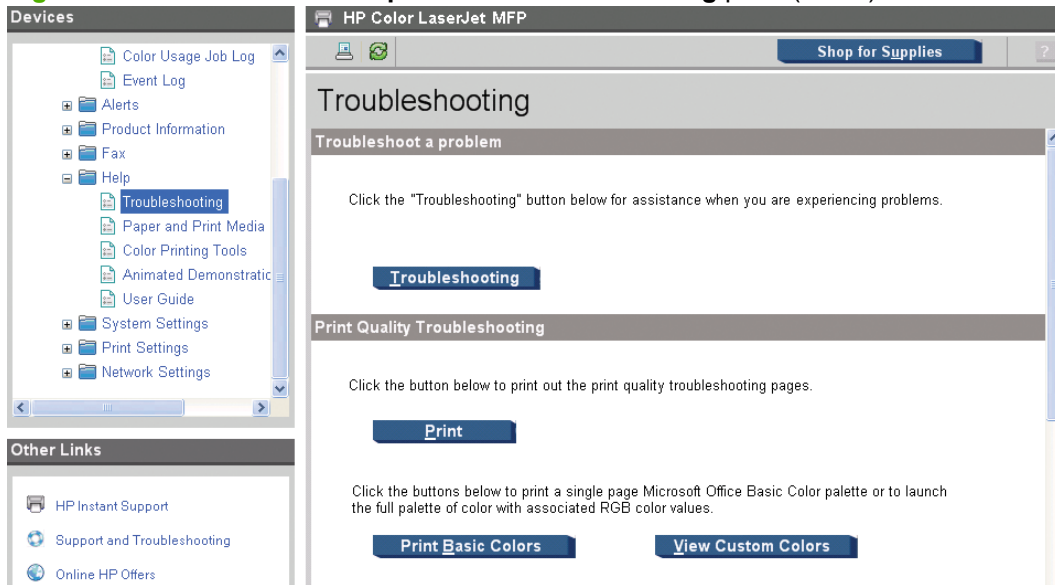 Devices
Color Usage Job Log
Event Log
Alerts
Product Information
Fax
Help
Troubleshooting
Paper and Print Media
Color Printing Tools
Animated Demonstratic
User Guide
System Settings
Print Settings
Network Settings
Other Links
HP Instant Support
Support and Troubleshooting
Online HP Offers
HP Color LaserJet MFP
Shop for Supplies
?
Troubleshooting
Troubleshoot a problem
Click the "Troubleshooting" button below for assistance when you are experiencing problems.
Troubleshooting
Print Quality Troubleshooting
Click the button below to print out the print quality troubleshooting pages.
Print
Click the buttons below to print a single page Microsoft Office Basic Color palette or to launch
the full palette of color with associated RGB color values.
Print Basic Colors
View Custom Colors